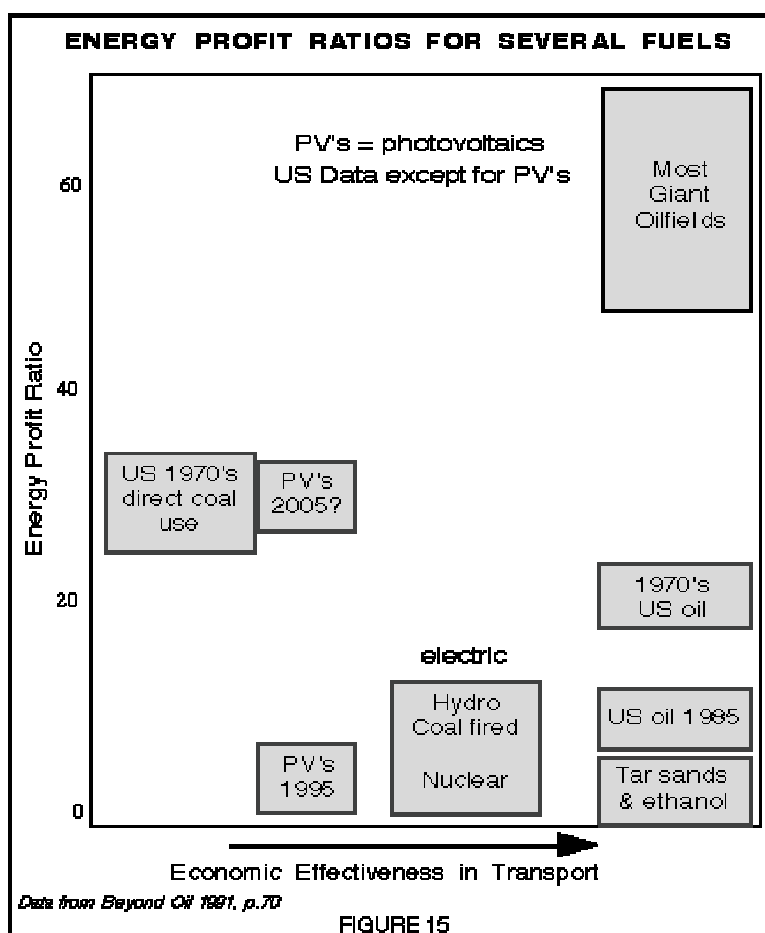 ENERGY PROFIT RATIOS FOR SEVERAL FUELS
PV's = photovoltaics
US Data except for PV's
Most
Giant
Oilfields
60
Energy Profit Ratio
40
US 1970's
direct coal
use
PV's
2005?
20
1970's
US oil
electric
Hydro
Coal fired
Nuclear
US oil 1985
PV's
1995
Tar sands
& ethanol
0
Economic Effectiveness in Transport
Data from Beyond Oil 1991, p.70
FIGURE 15